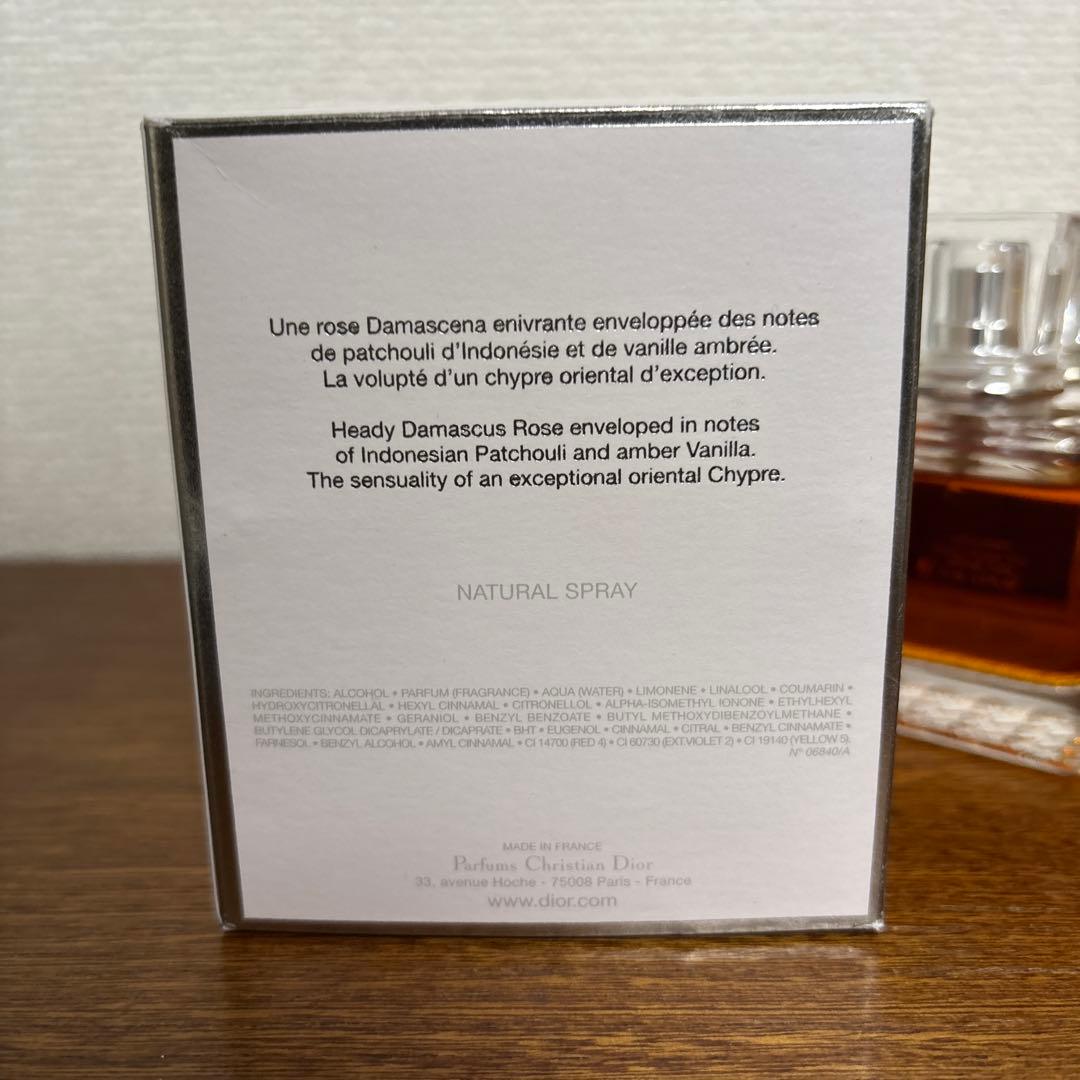 Une rose Damascena enivrante enveloppée des notes
de patchouli d'Indonésie et de vanille ambrée.
La volupté d'un chypre oriental d'exception.
Heady Damascus Rose enveloped in notes
of Indonesian Patchouli and amber Vanilla.
The sensuality of an exceptional oriental Chypre.
NATURAL SPRAY
INGREDIENTS: ALCOHOL • PARFUM (FRAGRANCE) • AQUA (WATER) • LIMONENE • LINALOOL • COUMARIN •
HYDROXYCITRONELLAL • HEXYL CINNAMAL • CITRONELLOL • ALPHA-ISOMETHYL IONONE • ETHYLHEXYL
METHOXYCINNAMATE • GERANIOL • BENZYL BENZOATE • BUTYL METHOXYDIBENZOYLMETHANE •
BUTYLENE GLYCOL DICAPRYLATE / DICAPRATE • BHT • EUGENOL • CINNAMAL • CITRAL • BENZYL CINNAMATE •
FARNESOL • BENZYL ALCOHOL • AMYL CINNAMAL • CI 14700 (RED 4) • CI 60730 (EXT.VIOLET 2) • CI 19140 (YELLOW 5).
N° 06840/A
MADE IN FRANCE
Parfums Christian Dior
33, avenue Hoche - 75008 Paris - France
www.dior.com